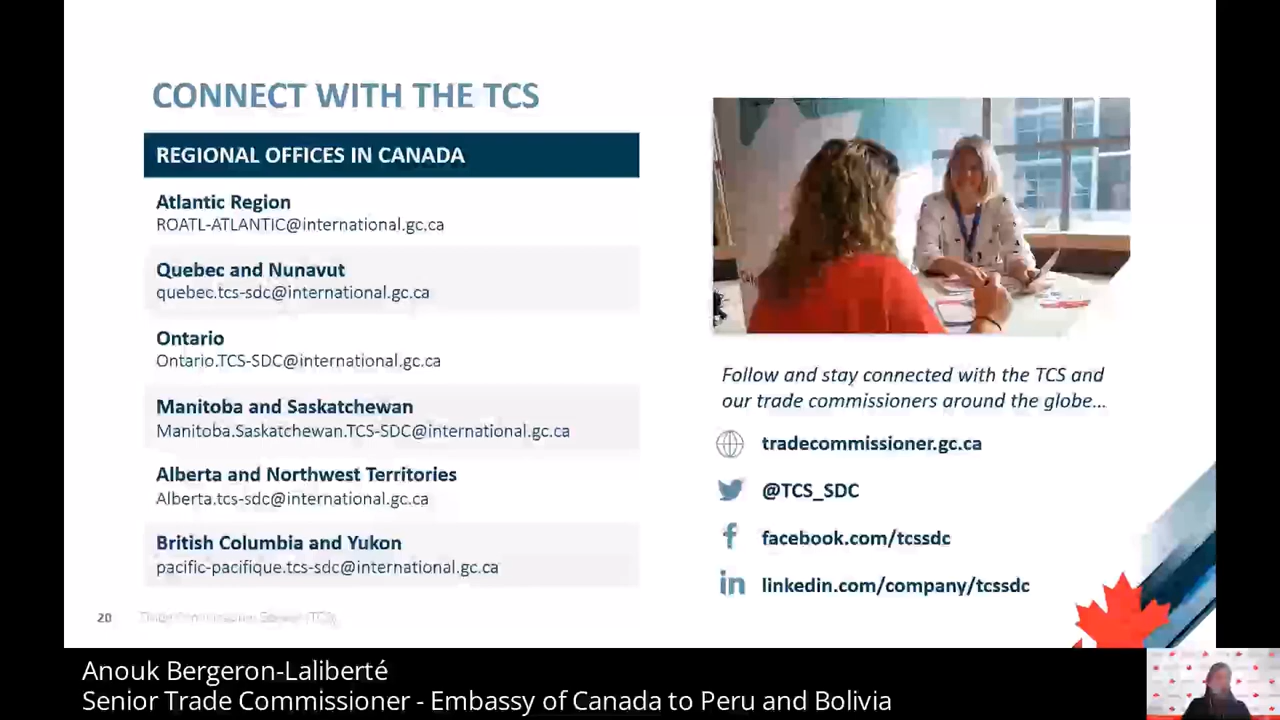 CONNECT WITH THE TCS
REGIONAL OFFICES IN CANADA
Atlantic Region
ROATL-ATLANTIC@international.gc.ca
Quebec and Nunavut
quebec.tcs-sdc@international.gc.ca
Ontario
Ontario.TCS-SDC@international.gc.ca
Manitoba and Saskatchewan
Manitoba.Saskatchewan.TCS-SDC@international.gc.ca
Alberta and Northwest Territories
Alberta.tcs-sdc@international.gc.ca
British Columbia and Yukon
pacific-pacifique.tcs-sdc@international.gc.ca
Follow and stay connected with the TCS and
our trade commissioners around the globe...
tradecommissioner.gc.ca
@TCS_SDC
facebook.com/tcssdc
linkedin.com/company/tcssdc
20 Trade Commissioner Service (TCS)
Anouk Bergeron-Laliberté
Senior Trade Commissioner - Embassy of Canada to Peru and Bolivia